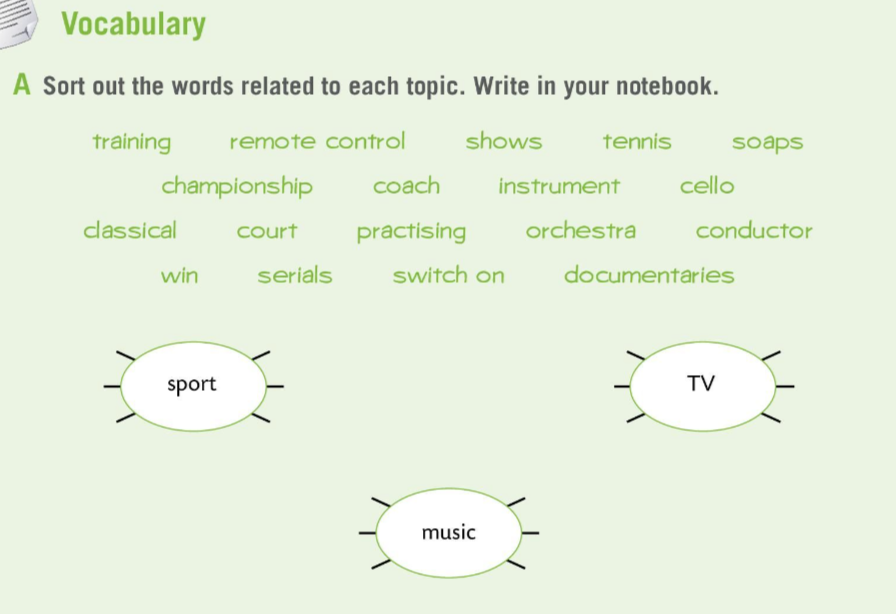 Vocabulary
A Sort out the words related to each topic. Write in your notebook.
training remote control shows tennis soaps
championship coach instrument cello
classical court practising orchestra conductor
win serials switch on documentaries
sport TV
music